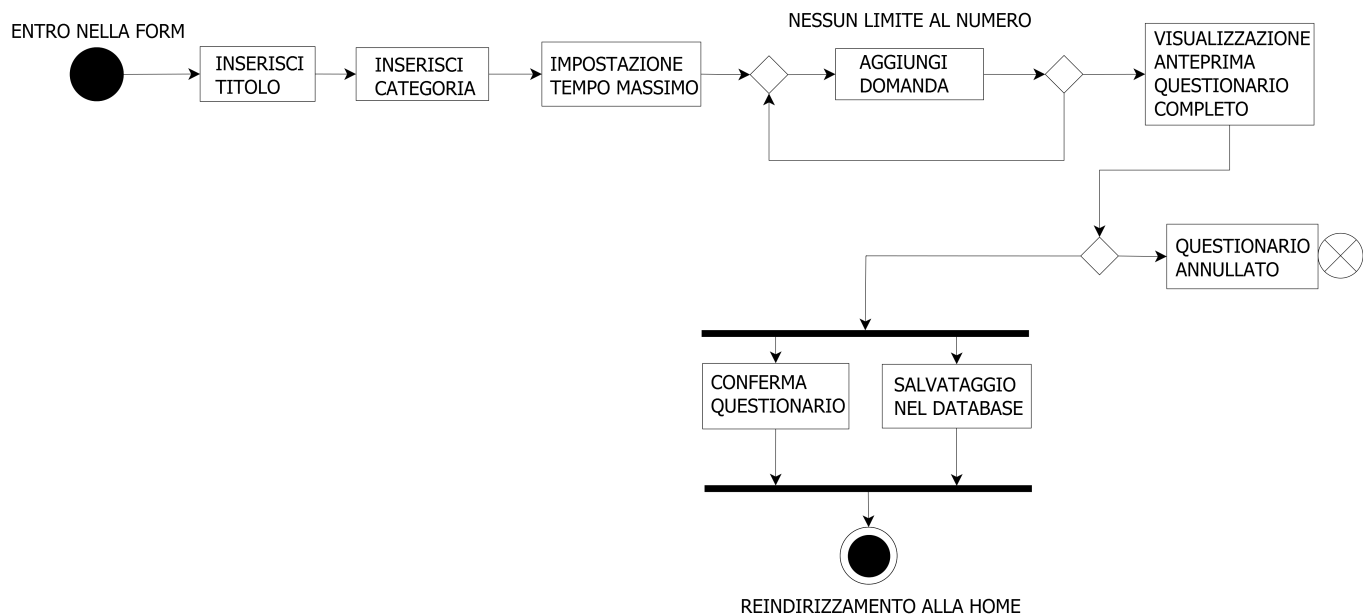 ENTRO NELLA FORM
INSERISCI
TITOLO
INSERISCI
CATEGORIA
IMPOSTAZIONE
TEMPO MASSIMO
NESSUN LIMITE AL NUMERO
AGGIUNGI
DOMANDA
VISUALIZZAZIONE
ANTEPRIMA
QUESTIONARIO
COMPLETO
QUESTIONARIO
ANNULLATO
CONFERMA
QUESTIONARIO
SALVATAGGIO
NEL DATABASE
REINDIRIZZAMENTO ALLA HOME